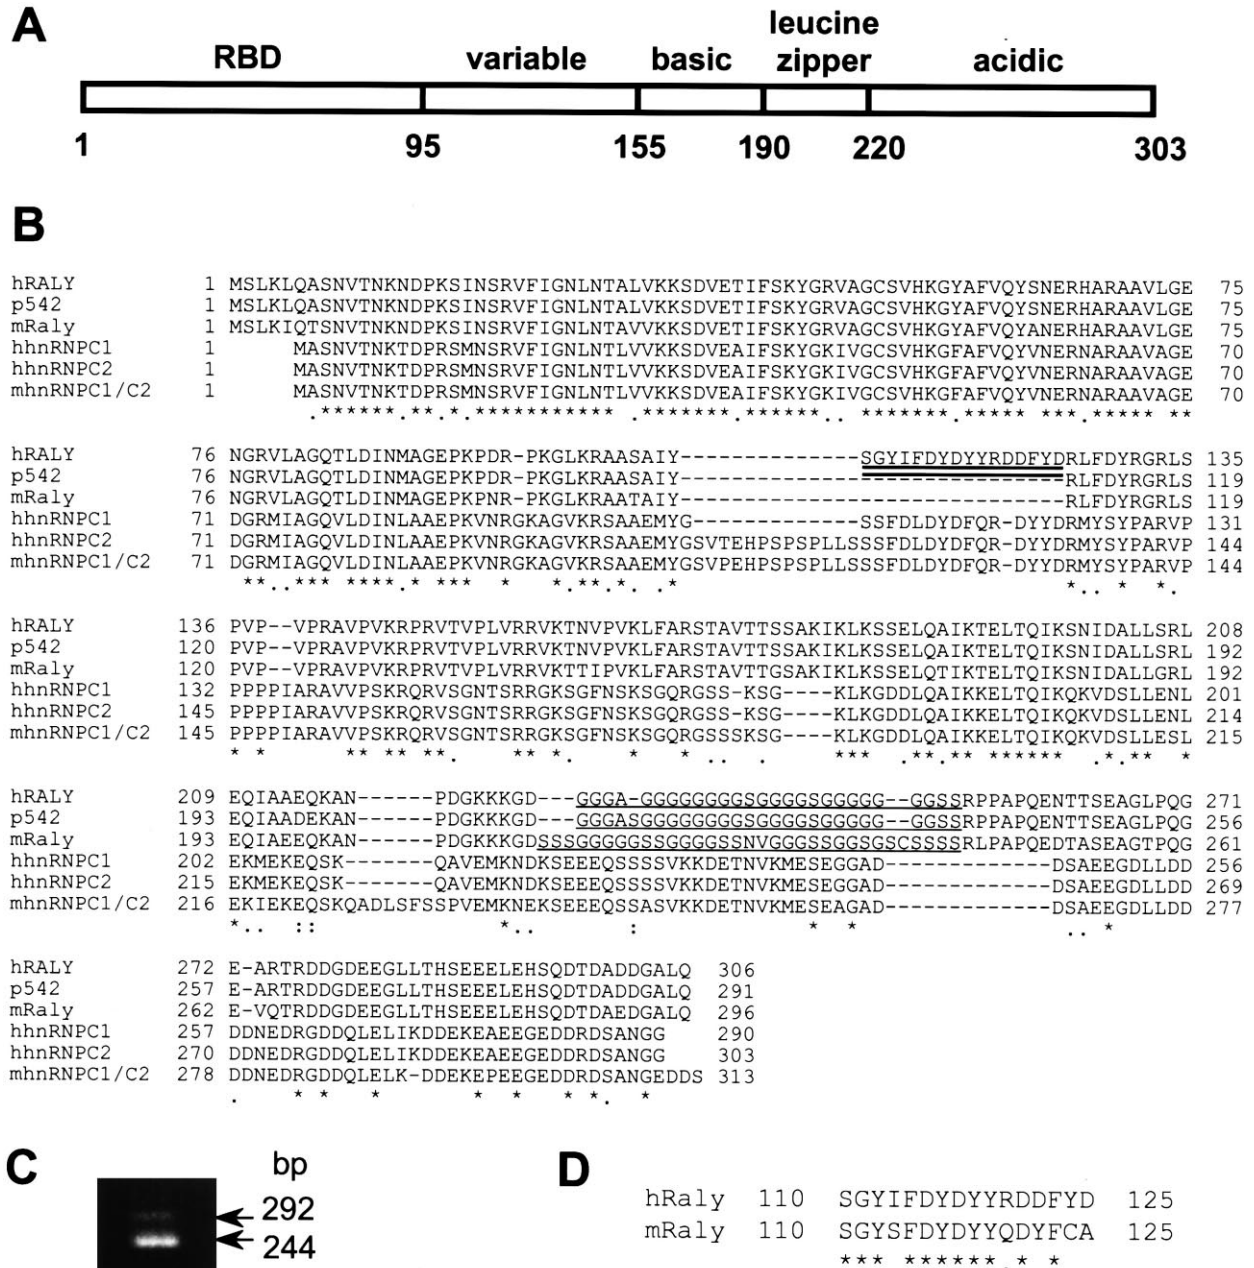 A
RBD variable basic leucine zipper acidic
1 95 155 190 220 303
B
hRALY 1 MSLKLQASNVTNKNDPKSINSRVFIGNLNTALVKKSDVETIFSKYGRVAGCSVHKGYAFVQYSNERHARAAVLGE 75
p542 1 MSLKLQASNVTNKNDPKSINSRVFIGNLNTALVKKSDVETIFSKYGRVAGCSVHKGYAFVQYSNERHARAAVLGE 75
mRaly 1 MSLKIQTSNVTNKNDPKSINSRVFIGNLNTAVVKKSDVETIFSKYGRVAGCSVHKGYAFVQYANERHARAAVLGE 75
hhnRNPC1 1 MASNVTNKTDPRSMNSRVFIGNLNTLVVKKSDVEAIFSKYGKIVGCSVHKGFAFVQYVNERNARAAVAGE 70
hhnRNPC2 1 MASNVTNKTDPRSMNSRVFIGNLNTLVVKKSDVEAIFSKYGKIVGCSVHKGFAFVQYVNERNARAAVAGE 70
mhnRNPC1/C2 1 MASNVTNKTDPRSMNSRVFIGNLNTLVVKKSDVEAIFSKYGKIVGCSVHKGFAFVQYVNERNARAAVAGE 70
.******.**.*.*********** .*******.******.. *******.***** ***.***** **
hRALY 76 NGRVLAGQTLDINMAGEPKPDR-PKGLKRAASAIY--------------SGYIFDYDYYRDDFYDRLFDYRGRLS 135
p542 76 NGRVLAGQTLDINMAGEPKPDR-PKGLKRAASAIY------------------------------RLFDYRGRLS 119
mRaly 76 NGRVLAGQTLDINMAGEPKPNR-PKGLKRAATAIY------------------------------RLFDYRGRLS 119
hhnRNPC1 71 DGRMIAGQVLDINLAAEPKVNRGKAGVKRSAAEMYG-------------SSFDLDYDFQR-DYYDRMYSYPARVP 131
hhnRNPC2 71 DGRMIAGQVLDINLAAEPKVNRGKAGVKRSAAEMYGSVTEHPSPSPLLSSSFDLDYDFQR-DYYDRMYSYPARVP 144
mhnRNPC1/C2 71 DGRMIAGQVLDINLAAEPKVNRGKAGVKRSAAEMYGSVPEHPSPSPLLSSSFDLDYDFQR-DYYDRMYSYPARVP 144
**..*** ****.* *** * *.**.*. .* *.. * *.
hRALY 136 PVP--VPRAVPVKRPRVTVPLVRRVKTNVPVKLFARSTAVTTSSAKIKLKSSELQAIKTELTQIKSNIDALLSRL 208
p542 120 PVP--VPRAVPVKRPRVTVPLVRRVKTNVPVKLFARSTAVTTSSAKIKLKSSELQAIKTELTQIKSNIDALLSRL 192
mRaly 120 PVP--VPRAVPVKRPRVTVPLVRRVKTTIPVKLFARSTAVTTGSAKIKLKSSELQTIKTELTQIKSNIDALLGRL 192
hhnRNPC1 132 PPPPIARAVVPSKRQRVSGNTSRRGKSGFNSKSGQRGSS-KSG----KLKGDDLQAIKKELTQIKQKVDSLLENL 201
hhnRNPC2 145 PPPPIARAVVPSKRQRVSGNTSRRGKSGFNSKSGQRGSS-KSG----KLKGDDLQAIKKELTQIKQKVDSLLENL 214
mhnRNPC1/C2 145 PPPPIARAVVPSKRQRVSGNTSRRGKSGFNSKSGQRGSSSKSG----KLKGDDLQAIKKELTQIKQKVDSLLESL 215
* * ** ** **. ** *. * * .. . *** .**.** ****** .*.** *
hRALY 209 EQIAAEQKAN------PDGKKKGD---GGGA-GGGGGGGGSGGGGSGGGGG--GGSSRPPAPQENTTSEAGLPQG 271
p542 193 EQIAADEKAN------PDGKKKGD---GGGASGGGGGGGGSGGGGSGGGGG--GGSSRPPAPQENTTSEAGLPQG 256
mRaly 193 EQIAEEQKAN------PDGKKKGDSSSGGGGGSSGGGGSSNVGGGSSGGSGSCSSSSRLPAPQEDTASEAGTPQG 261
hhnRNPC1 202 EKMEKEQSK-------QAVEMKNDKSEEEQSSSSVKKDETNVKMESEGGAD-------------DSAEEGDLLDD 256
hhnRNPC2 215 EKMEKEQSK-------QAVEMKNDKSEEEQSSSSVKKDETNVKMESEGGAD-------------DSAEEGDLLDD 269
mhnRNPC1/C2 216 EKIEKEQSKQADLSFSSPVEMKNEKSEEEQSSASVKKDETNVKMESEAGAD-------------DSAEEGDLLDD 277
*.. :: *.. : * * .. *
hRALY 272 E-ARTRDDGDEEGLLTHSEEELEHSQDTDADDGALQ 306
p542 257 E-ARTRDDGDEEGLLTHSEEELEHSQDTDADDGALQ 291
mRaly 262 E-VQTRDDGDEEGLLTHSEEELEHSQDTDAEDGALQ 296
hhnRNPC1 257 DDNEDRGDDQLELIKDDEKEAEEGEDDRDSANGG 290
hhnRNPC2 270 DDNEDRGDDQLELIKDDEKEAEEGEDDRDSANGG 303
mhnRNPC1/C2 278 DDNEDRGDDQLELK-DDEKEPEEGEDDRDSANGEDDS 313
. * * * * * * *. *
C
bp
292
244
D
hRaly 110 SGYIFDYDYYRDDFYD 125
mRaly 110 SGYSFDYDYYQDYFCA 125
*** ******.* *